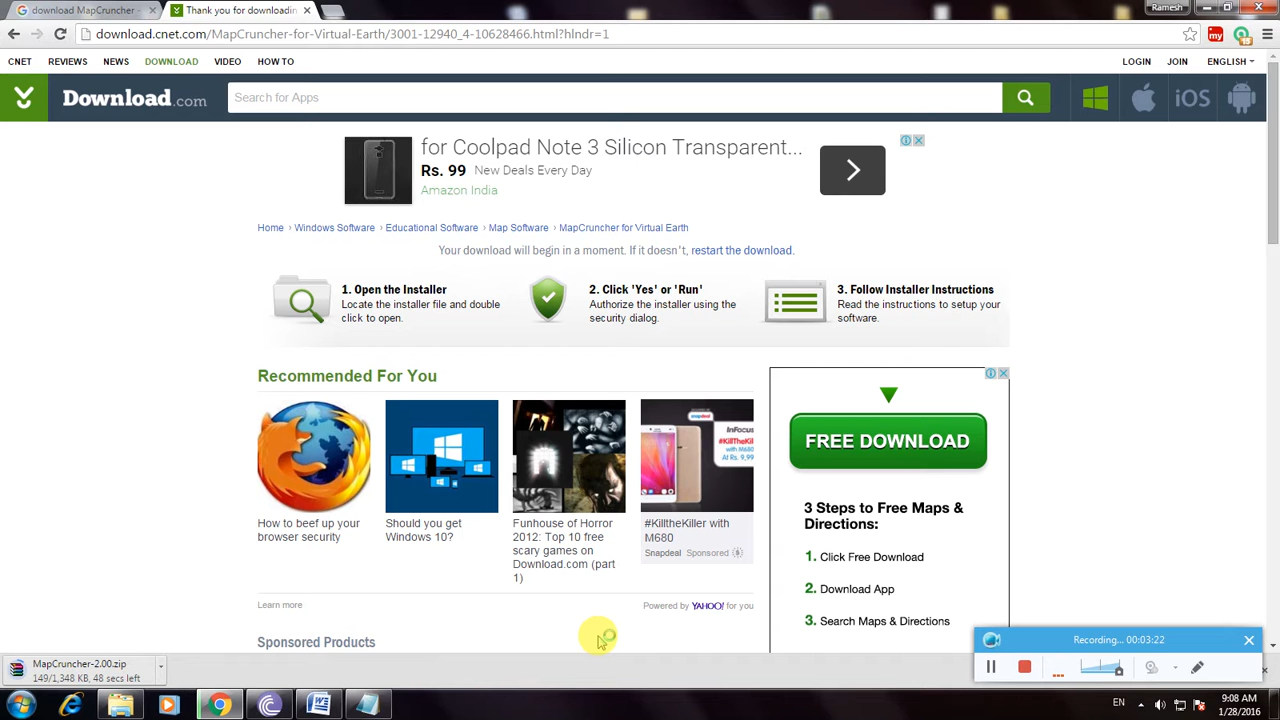 download MapCruncher -
Thank you for downloadin
Ramesh
download.cnet.com/MapCruncher-for-Virtual-Earth/3001-12940_4-10628466.html?hlndr=1
my
CNET REVIEWS NEWS DOWNLOAD VIDEO HOW TO LOGIN JOIN ENGLISH
Download.com
Search for Apps
iOS
for Coolpad Note 3 Silicon Transparent...
Rs. 99 New Deals Every Day
Amazon India
Home › Windows Software › Educational Software › Map Software › MapCruncher for Virtual Earth
Your download will begin in a moment. If it doesn't, restart the download.
1. Open the Installer
Locate the installer file and double
click to open.
2. Click 'Yes' or 'Run'
Authorize the installer using the
security dialog.
3. Follow Installer Instructions
Read the instructions to setup your
software.
Recommended For You
snapdeal
InFocus
#KillTheKil
with
M680
At Rs. 9,99
How to beef up your
browser security
Should you get
Windows 10?
Funhouse of Horror
2012: Top 10 free
scary games on
Download.com (part
1)
#KilltheKiller with
M680
Snapdeal Sponsored
Learn more
Powered by YAHOO! for you
FREE DOWNLOAD
3 Steps to Free Maps &
Directions:
1. Click Free Download
2. Download App
3. Search Maps & Directions
Sponsored Products
Recording... 00:03:22
MapCruncher-2.00.zip
149/1,348 KB, 48 secs left
EN
9:08 AM
1/28/2016